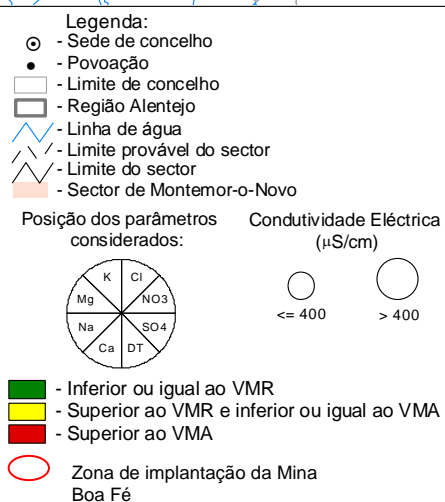 Legenda:
- Sede de concelho
- Povoação
- Limite de concelho
- Região Alentejo
- Linha de água
- Limite provável do sector
- Limite do sector
- Sector de Montemor-o-Novo
Posição dos parâmetros
considerados:
K Cl
Mg NO3
Na SO4
Ca DT
Condutividade Eléctrica
(µS/cm)
<= 400 > 400
- Inferior ou igual ao VMR
- Superior ao VMR e inferior ou igual ao VMA
- Superior ao VMA
Zona de implantação da Mina
Boa Fé